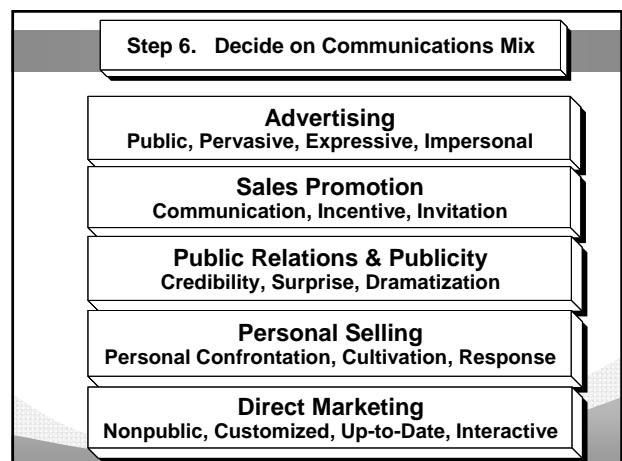 Step 6. Decide on Communications Mix
Advertising
Public, Pervasive, Expressive, Impersonal
Sales Promotion
Communication, Incentive, Invitation
Public Relations & Publicity
Credibility, Surprise, Dramatization
Personal Selling
Personal Confrontation, Cultivation, Response
Direct Marketing
Nonpublic, Customized, Up-to-Date, Interactive